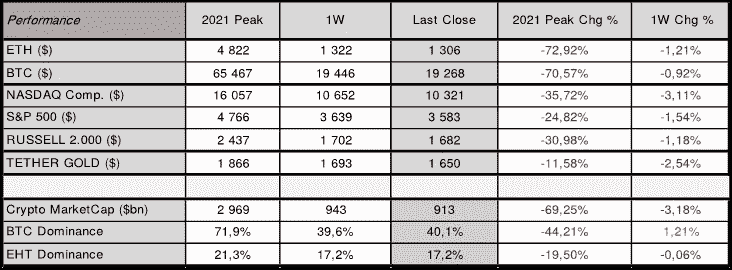 Performance 2021 Peak 1W Last Close 2021 Peak Chg % 1W Chg %
ETH ($) 4 822 1 322 1 306 -72,92% -1,21%
BTC ($) 65 467 19 446 19 268 -70,57% -0,92%
NASDAQ Comp. ($) 16 057 10 652 10 321 -35,72% -3,11%
S&P 500 ($) 4 766 3 639 3 583 -24,82% -1,54%
RUSSELL 2.000 ($) 2 437 1 702 1 682 -30,98% -1,18%
TETHER GOLD ($) 1 866 1 693 1 650 -11,58% -2,54%
Crypto MarketCap ($bn) 2 969 943 913 -69,25% -3,18%
BTC Dominance 71,9% 39,6% 40,1% -44,21% 1,21%
EHT Dominance 21,3% 17,2% 17,2% -19,50% -0,06%